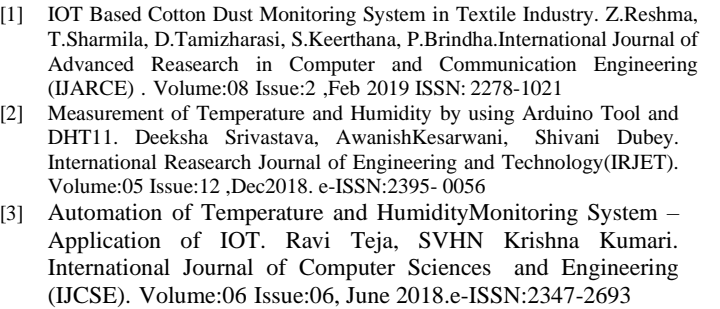 [1] IOT Based Cotton Dust Monitoring System in Textile Industry. Z.Reshma,
T.Sharmila, D.Tamizharasi, S.Keerthana, P.Brindha.International Journal of
Advanced Reasearch in Computer and Communication Engineering
(IJARCE) . Volume:08 Issue:2 ,Feb 2019 ISSN: 2278-1021
[2] Measurement of Temperature and Humidity by using Arduino Tool and
DHT11. Deeksha Srivastava, AwanishKesarwani, Shivani Dubey.
International Reasearch Journal of Engineering and Technology(IRJET).
Volume:05 Issue:12 ,Dec2018. e-ISSN:2395- 0056
[3] Automation of Temperature and HumidityMonitoring System –
Application of IOT. Ravi Teja, SVHN Krishna Kumari.
International Journal of Computer Sciences and Engineering
(IJCSE). Volume:06 Issue:06, June 2018.e-ISSN:2347-2693